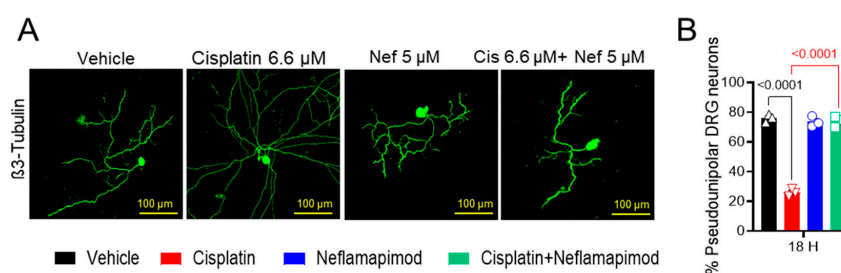 A
Vehicle
Cisplatin 6.6 µM
Nef 5 µM
Cis 6.6 µM+ Nef 5 µM
ß3-Tubulin
100 µm
100 µm
100 µm
100 µm
Vehicle
Cisplatin
Neflamapimod
Cisplatin+Neflamapimod
B
<0.0001
<0.0001
% Pseudounipolar DRG neurons
100
80
60
40
20
0
18 H